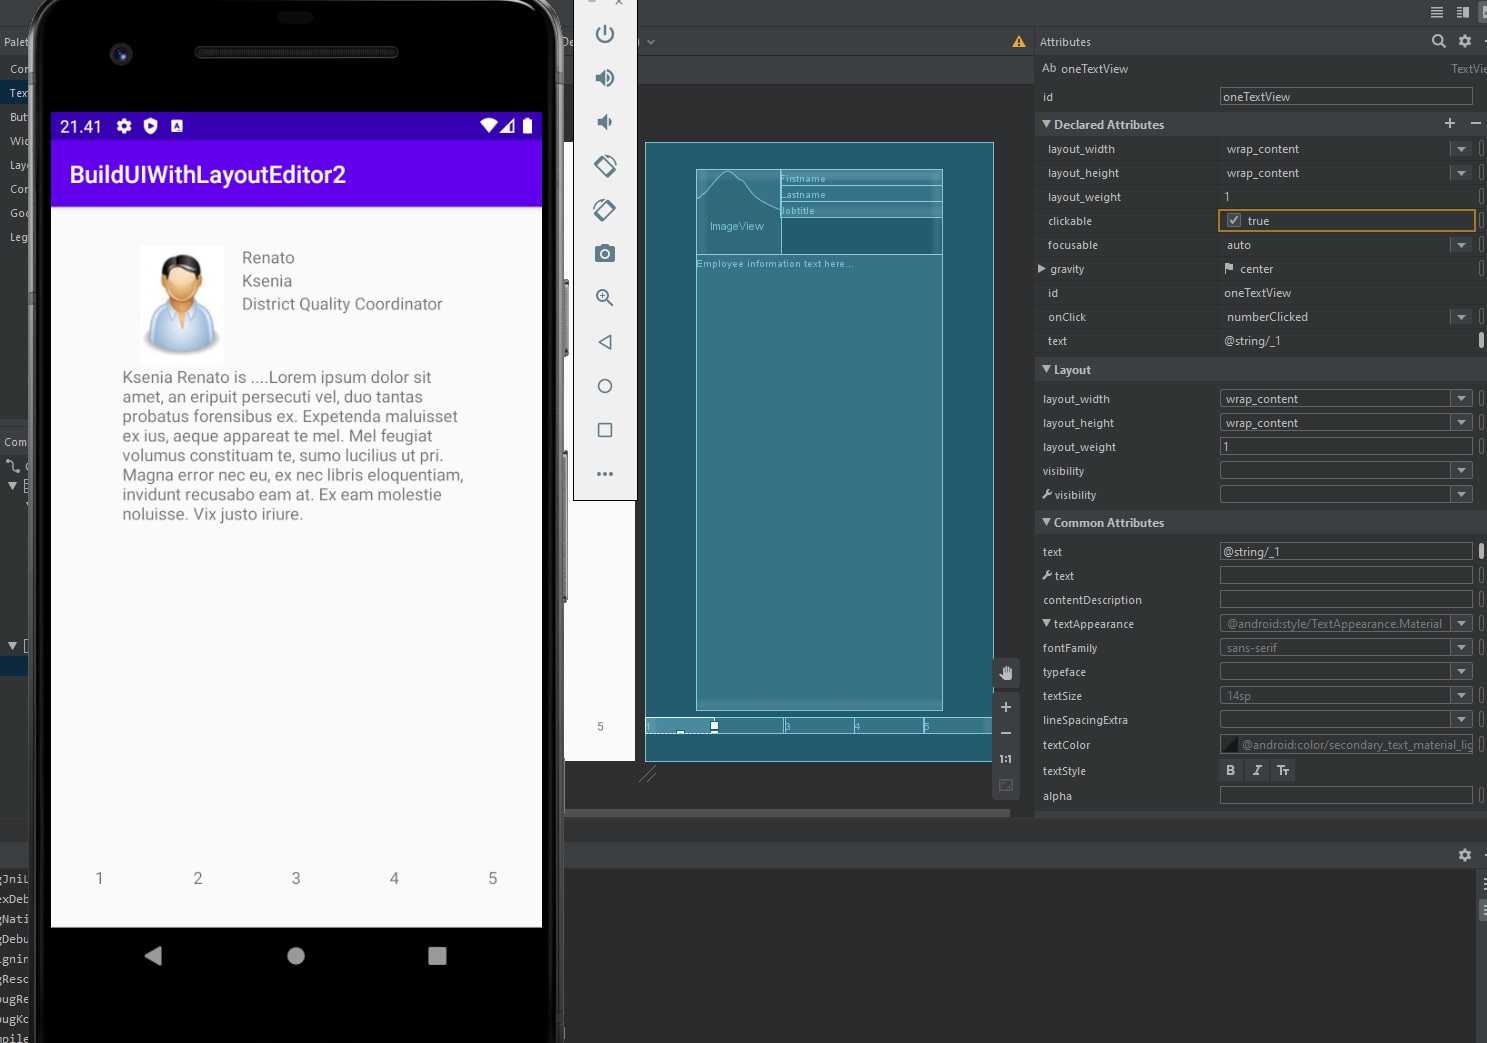 21.41
BuildUIWithLayoutEditor2
Renato
Ksenia
District Quality Coordinator
Ksenia Renato is ....Lorem ipsum dolor sit
amet, an eripuit persecuti vel, duo tantas
probatus forensibus ex. Expetenda maluisset
ex ius, aeque appareat te mel. Mel feugiat
volumus constituam te, sumo lucilius ut pri.
Magna error nec eu, ex nec libris eloquentiam,
invidunt recusabo eam at. Ex eam molestie
noluisse. Vix justo iriure.
1 2 3 4 5
Firstname
Lastname
Jobtitle
ImageView
Employee information text here...
5
1 3 4 5
1:1
Attributes
Ab oneTextView TextVie
id oneTextView
Declared Attributes
layout_width wrap_content
layout_height wrap_content
layout_weight 1
clickable true
focusable auto
gravity center
id oneTextView
onClick numberClicked
text @string/_1
Layout
layout_width wrap_content
layout_height wrap_content
layout_weight 1
visibility
visibility
Common Attributes
text @string/_1
text
contentDescription
textAppearance @android:style/TextAppearance.Material
fontFamily sans-serif
typeface
textSize 14sp
lineSpacingExtra
textColor @android:color/secondary_text_material_lig
textStyle B I Tт
alpha
Palet
Cor
Tex
But
Wid
Lay
Cor
Goo
Leg
Com
gJniL
exDeb
gNati
gDebu
ignin
gReso
bugRe
bugKo
mpile